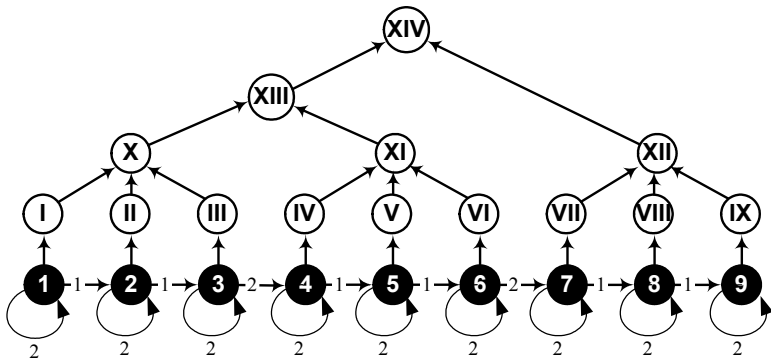 XIV
XIII
X XI XII
I II III IV V VI VII VIII IX
1 1 2 1 3 2 4 1 5 1 6 2 7 1 8 1 9
2 2 2 2 2 2 2 2 2